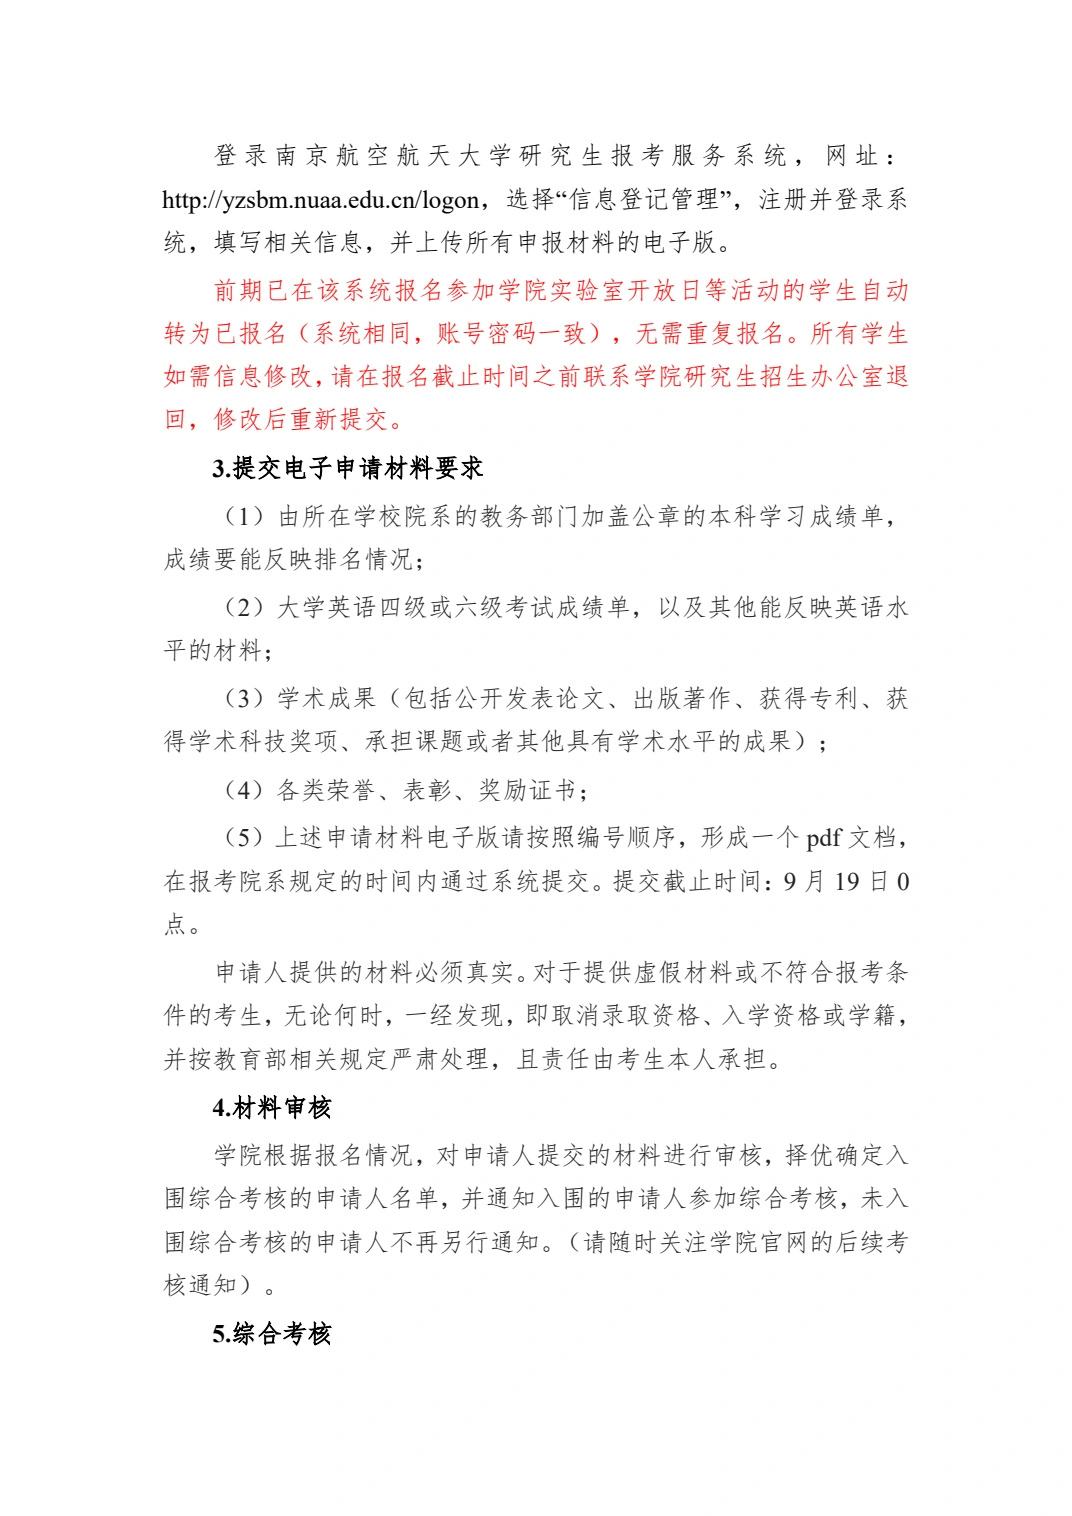 登录南京航空航天大学研究生报考服务系统，网址：
http://yzsbm.nuaa.edu.cn/logon，选择“信息登记管理”，注册并登录系
统，填写相关信息，并上传所有申报材料的电子版。
前期已在该系统报名参加学院实验室开放日等活动的学生自动
转为已报名（系统相同，账号密码一致），无需重复报名。所有学生
如需信息修改，请在报名截止时间之前联系学院研究生招生办公室退
回，修改后重新提交。
3.提交电子申请材料要求
（1）由所在学校院系的教务部门加盖公章的本科学习成绩单，
成绩要能反映排名情况；
（2）大学英语四级或六级考试成绩单，以及其他能反映英语水
平的材料；
（3）学术成果（包括公开发表论文、出版著作、获得专利、获
得学术科技奖项、承担课题或者其他具有学术水平的成果）；
（4）各类荣誉、表彰、奖励证书；
（5）上述申请材料电子版请按照编号顺序，形成一个 pdf 文档，
在报考院系规定的时间内通过系统提交。提交截止时间：9 月 19 日 0
点。
申请人提供的材料必须真实。对于提供虚假材料或不符合报考条
件的考生，无论何时，一经发现，即取消录取资格、入学资格或学籍，
并按教育部相关规定严肃处理，且责任由考生本人承担。
4.材料审核
学院根据报名情况，对申请人提交的材料进行审核，择优确定入
围综合考核的申请人名单，并通知入围的申请人参加综合考核，未入
围综合考核的申请人不再另行通知。（请随时关注学院官网的后续考
核通知）。
5.综合考核